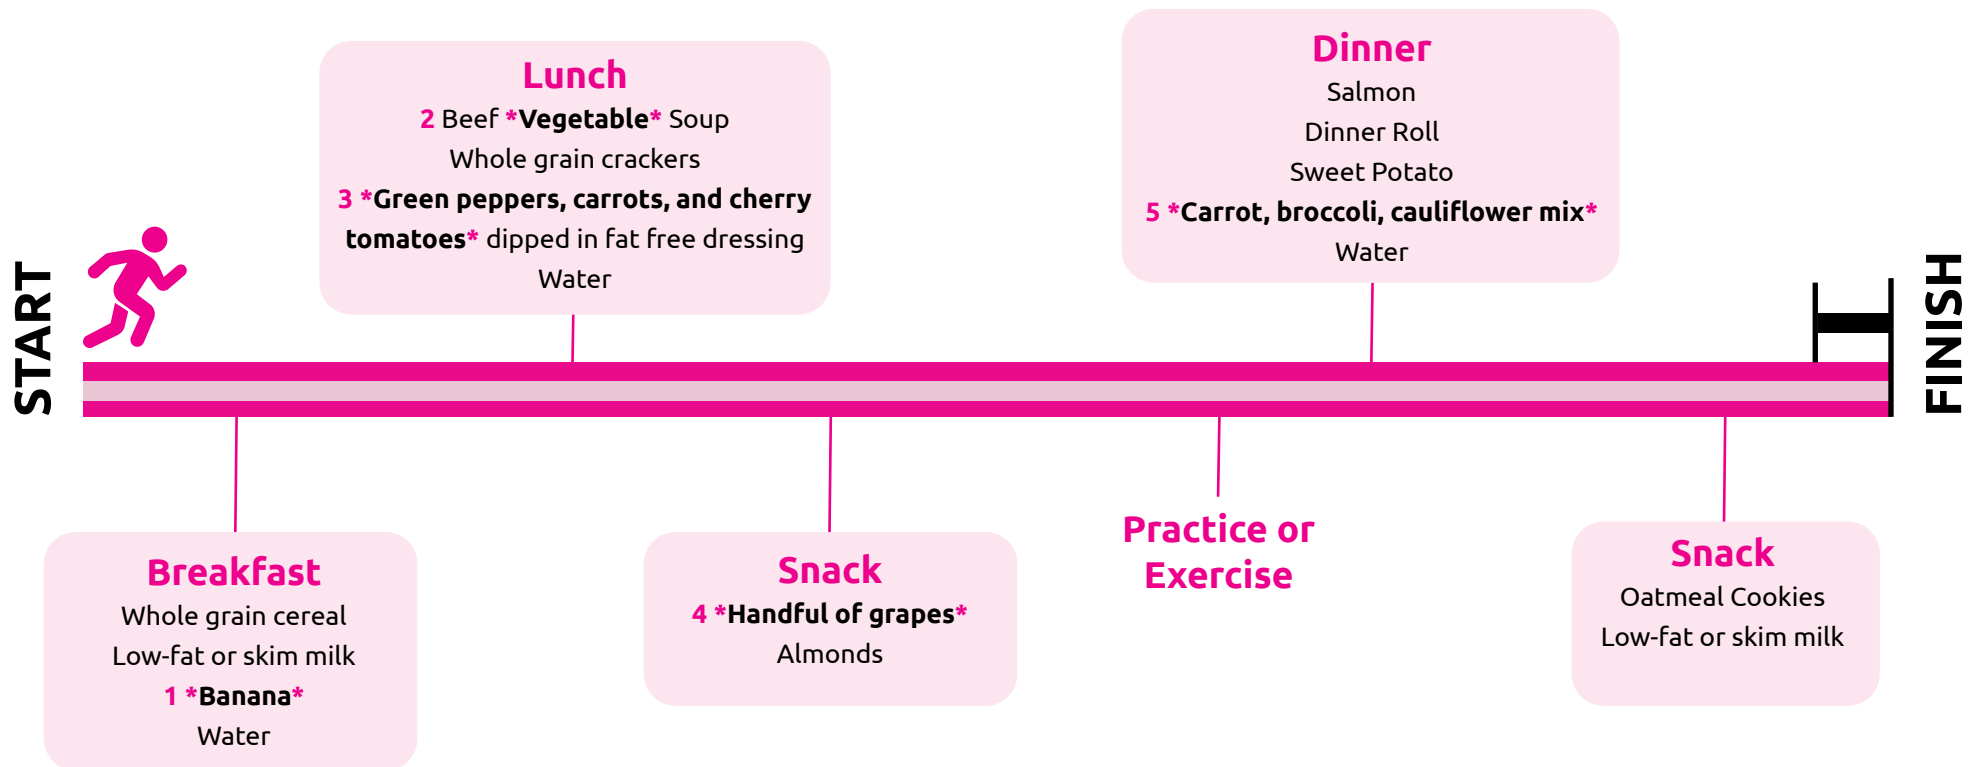 START
Breakfast
Whole grain cereal
Low-fat or skim milk
1 *Banana*
Water
Lunch
2 Beef *Vegetable* Soup
Whole grain crackers
3 *Green peppers, carrots, and cherry
tomatoes* dipped in fat free dressing
Water
Snack
4 *Handful of grapes*
Almonds
Practice or
Exercise
Dinner
Salmon
Dinner Roll
Sweet Potato
5 *Carrot, broccoli, cauliflower mix*
Water
Snack
Oatmeal Cookies
Low-fat or skim milk
FINISH